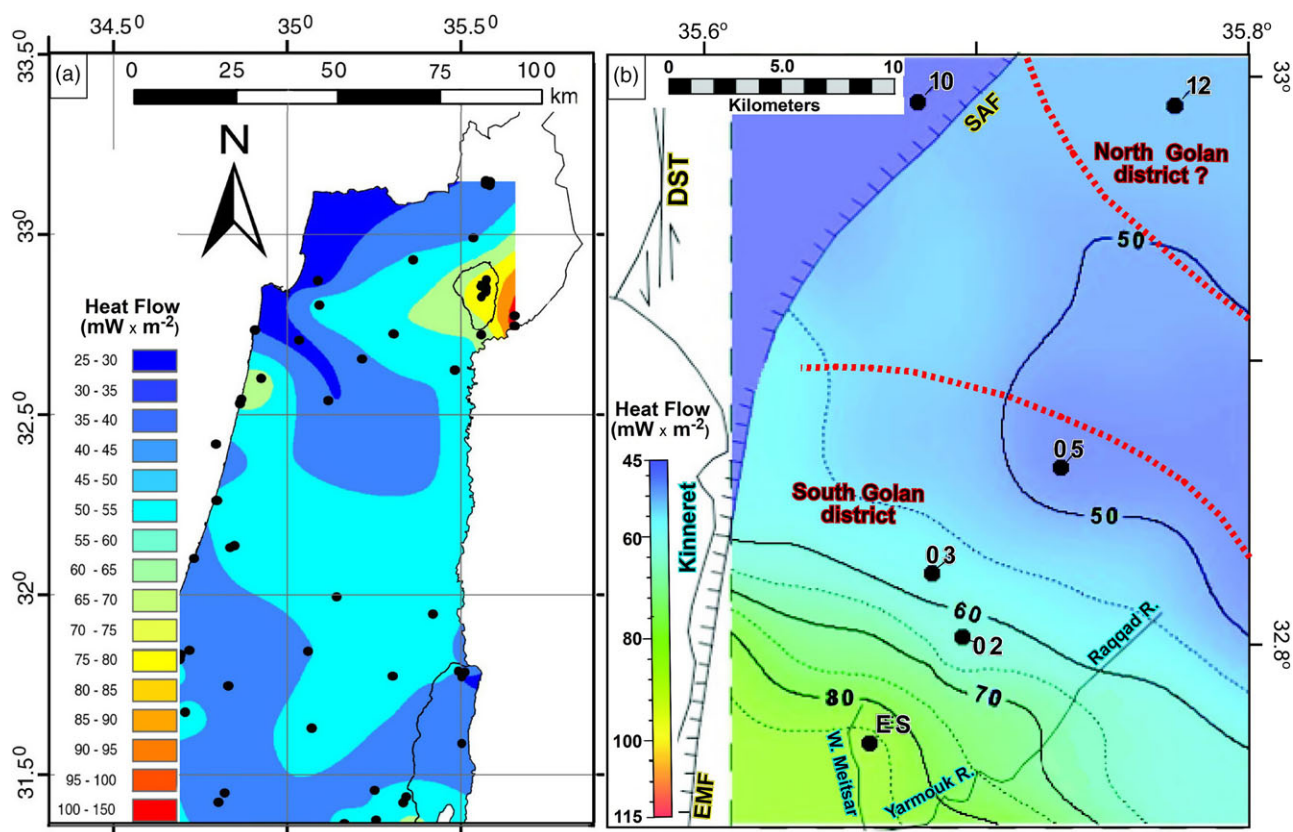 34.5⁰
35⁰
35.5⁰
33.5⁰
33⁰
32.5⁰
32⁰
31.5⁰
(a)
0 25 50 75 100
km
N
Heat Flow
(mW x m-2)
25 - 30
30 - 35
35 - 40
40 - 45
45 - 50
50 - 55
55 - 60
60 - 65
65 - 70
70 - 75
75 - 80
80 - 85
85 - 90
90 - 95
95 - 100
100 - 150
35.6º
35.8º
33º
32.8º
(b)
0 5.0 10
Kilometers
10
12
SAF
DST
North Golan
district ?
50
05
50
South Golan
district
03
60
02
70
80
ES
Raqqad R.
W. Meitsar
Yarmouk R.
Kinneret
EMF
Heat Flow
(mW x m-2)
45
60
80
100
115